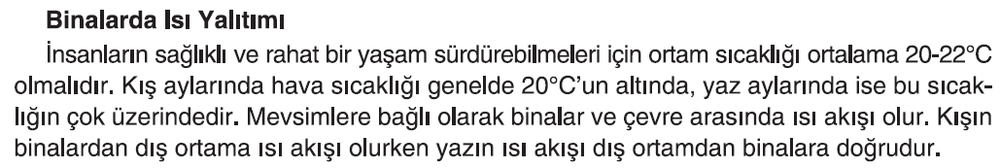 Binalarda Isı Yalıtımı
İnsanların sağlıklı ve rahat bir yaşam sürdürebilmeleri için ortam sıcaklığı ortalama 20-22°C
olmalıdır. Kış aylarında hava sıcaklığı genelde 20°C'un altında, yaz aylarında ise bu sıcak-
lığın çok üzerindedir. Mevsimlere bağlı olarak binalar ve çevre arasında ısı akışı olur. Kışın
binalardan dış ortama ısı akışı olurken yazın ısı akışı dış ortamdan binalara doğrudur.